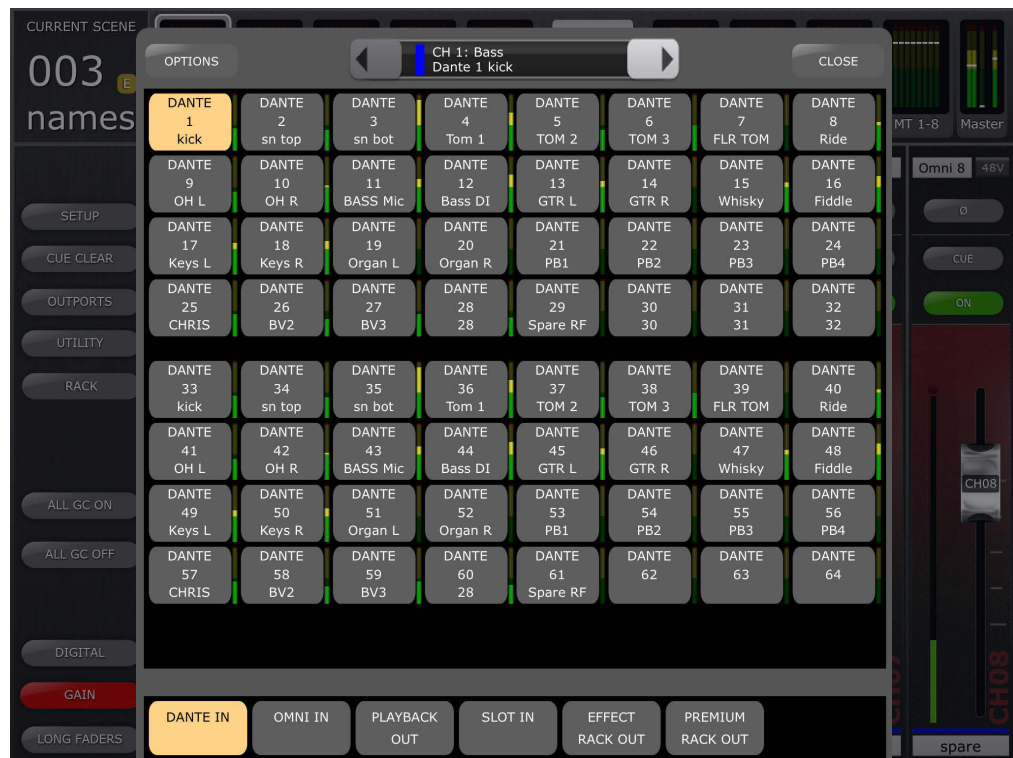 CURRENT SCENE
003 E
names
OPTIONS
CH 1: Bass
Dante 1 kick
CLOSE
MT 1-8 Master
DANTE DANTE DANTE DANTE DANTE DANTE DANTE DANTE
1 2 3 4 5 6 7 8
kick sn top sn bot Tom 1 TOM 2 TOM 3 FLR TOM Ride
DANTE DANTE DANTE DANTE DANTE DANTE DANTE DANTE
9 10 11 12 13 14 15 16
OH L OH R BASS Mic Bass DI GTR L GTR R Whisky Fiddle
DANTE DANTE DANTE DANTE DANTE DANTE DANTE DANTE
17 18 19 20 21 22 23 24
Keys L Keys R Organ L Organ R PB1 PB2 PB3 PB4
DANTE DANTE DANTE DANTE DANTE DANTE DANTE DANTE
25 26 27 28 29 30 31 32
CHRIS BV2 BV3 28 Spare RF 30 31 32
DANTE DANTE DANTE DANTE DANTE DANTE DANTE DANTE
33 34 35 36 37 38 39 40
kick sn top sn bot Tom 1 TOM 2 TOM 3 FLR TOM Ride
DANTE DANTE DANTE DANTE DANTE DANTE DANTE DANTE
41 42 43 44 45 46 47 48
OH L OH R BASS Mic Bass DI GTR L GTR R Whisky Fiddle
DANTE DANTE DANTE DANTE DANTE DANTE DANTE DANTE
49 50 51 52 53 54 55 56
Keys L Keys R Organ L Organ R PB1 PB2 PB3 PB4
DANTE DANTE DANTE DANTE DANTE DANTE DANTE DANTE
57 58 59 60 61 62 63 64
CHRIS BV2 BV3 28 Spare RF
SETUP
CUE CLEAR
OUTPORTS
UTILITY
RACK
ALL GC ON
ALL GC OFF
DIGITAL
GAIN
LONG FADERS
DANTE IN
OMNI IN
PLAYBACK
OUT
SLOT IN
EFFECT
RACK OUT
PREMIUM
RACK OUT
Omni 8 48V
Ø
CUE
ON
CH08
CH07
CH08
spare